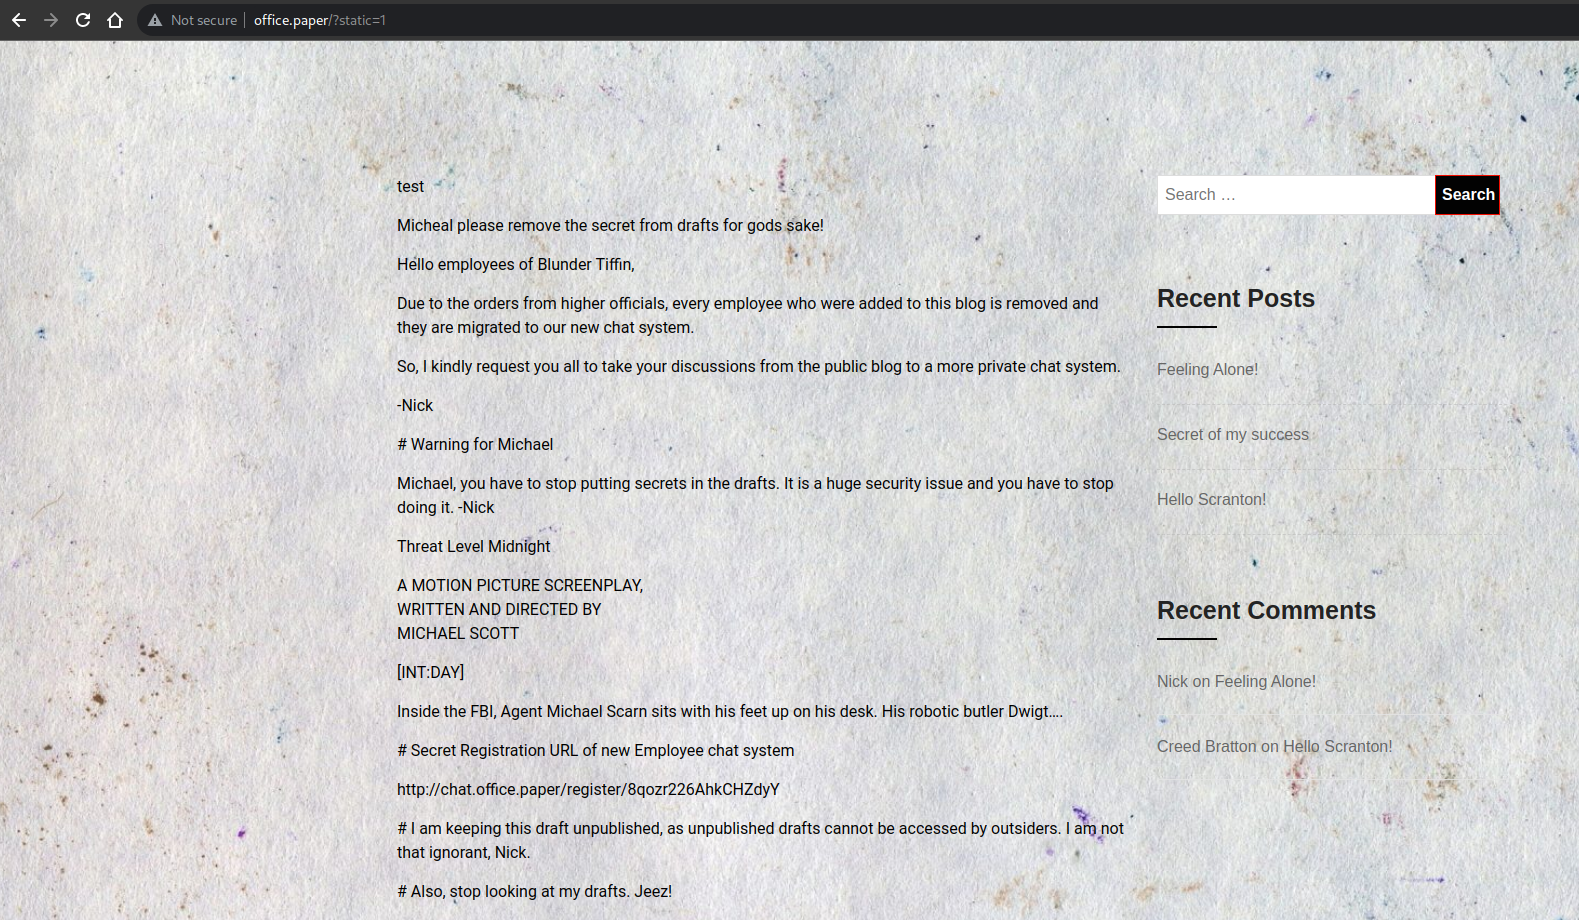 Not secure
office.paper/?static=1
test
Micheal please remove the secret from drafts for gods sake!
Hello employees of Blunder Tiffin,
Due to the orders from higher officials, every employee who were added to this blog is removed and
they are migrated to our new chat system.
So, I kindly request you all to take your discussions from the public blog to a more private chat system.
-Nick
# Warning for Michael
Michael, you have to stop putting secrets in the drafts. It is a huge security issue and you have to stop
doing it. -Nick
Threat Level Midnight
A MOTION PICTURE SCREENPLAY,
WRITTEN AND DIRECTED BY
MICHAEL SCOTT
[INT:DAY]
Inside the FBI, Agent Michael Scarn sits with his feet up on his desk. His robotic butler Dwigt….
# Secret Registration URL of new Employee chat system
http://chat.office.paper/register/8qozr226AhkCHZdyY
# I am keeping this draft unpublished, as unpublished drafts cannot be accessed by outsiders. I am not
that ignorant, Nick.
# Also, stop looking at my drafts. Jeez!
Search …
Search
Recent Posts
Feeling Alone!
Secret of my success
Hello Scranton!
Recent Comments
Nick on Feeling Alone!
Creed Bratton on Hello Scranton!